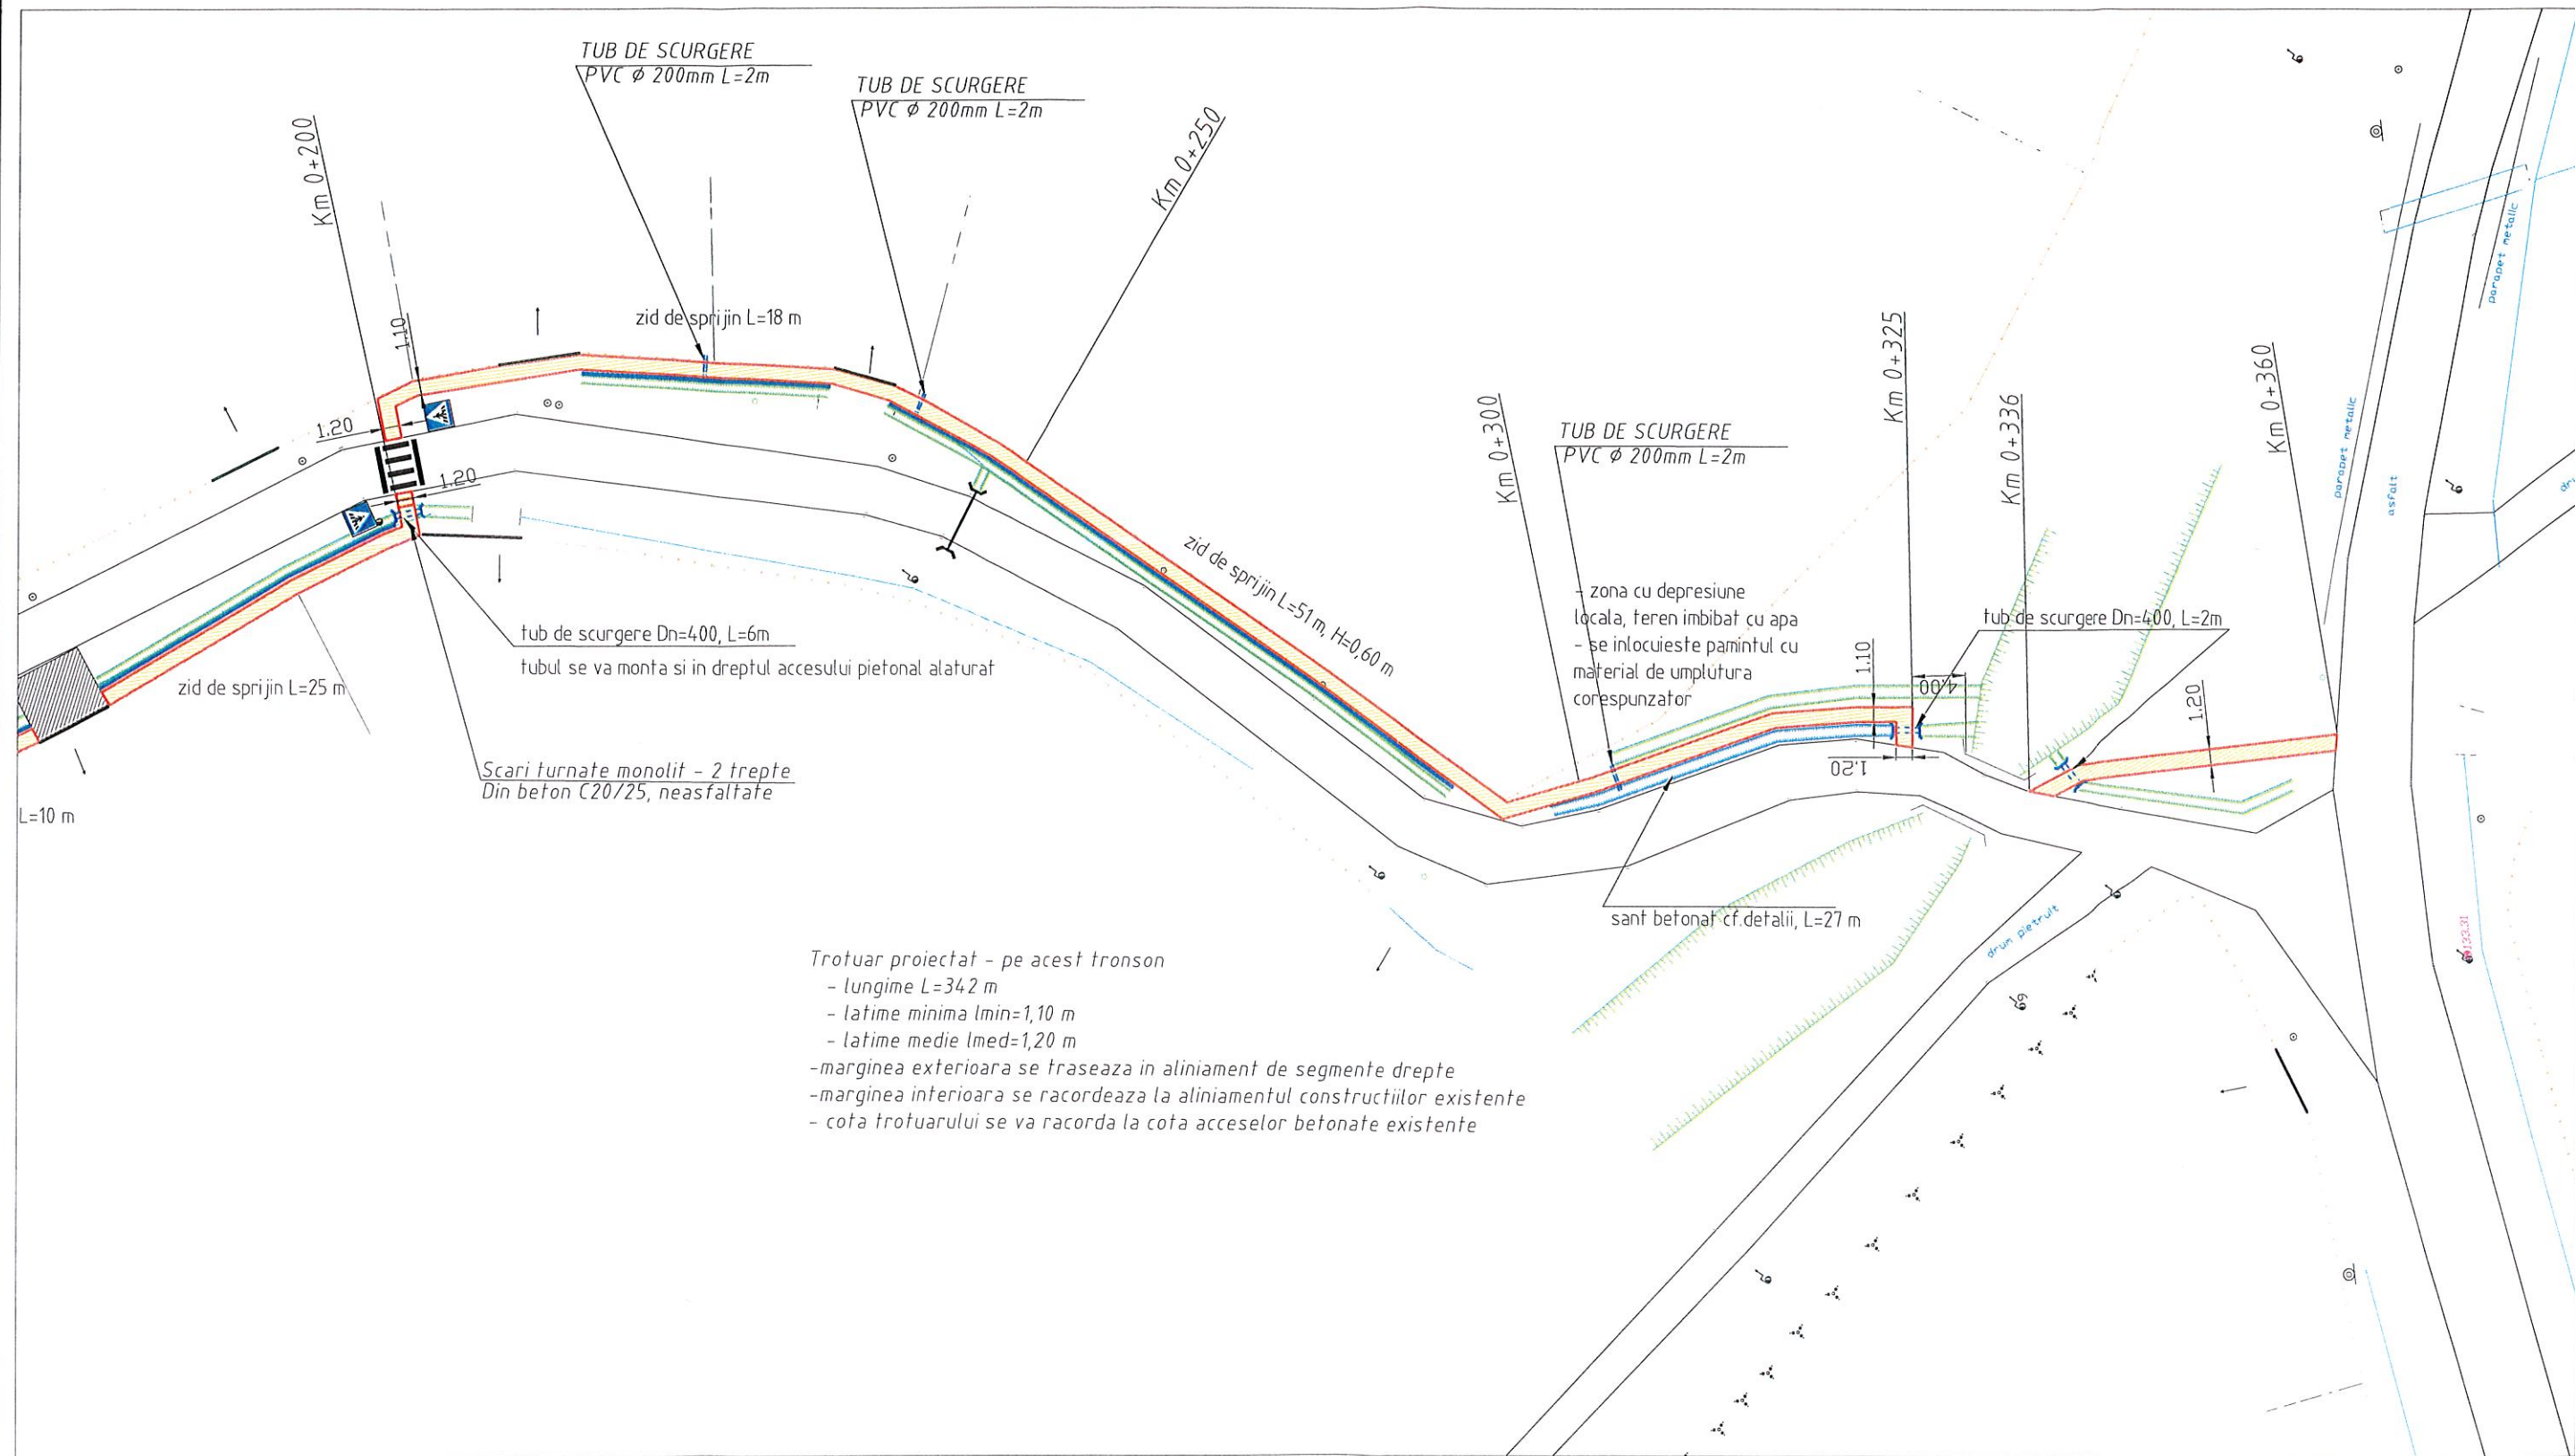 TUB DE SCURGERE
PVC ϕ 200mm L=2m
TUB DE SCURGERE
PVC ϕ 200mm L=2m
Km 0+200
Km 0+250
1.10
zid de sprijin L=18 m
1.20
1.20
zid de sprijin L=51 m, H=0,60 m
Km 0+300
TUB DE SCURGERE
PVC ϕ 200mm L=2m
Km 0+325
Km 0+336
Km 0+360
parapet metalic
parapet metalic
asfalt
- zona cu depresiune
locala, teren imbibat cu apa
- se inlocuieste pamintul cu
material de umplutura
corespunzator
tub de scurgere Dn=400, L=2m
1.10
4.00
1.20
1.20
tub de scurgere Dn=400, L=6m
tubul se va monta si in dreptul accesului pietonal alaturat
zid de sprijin L=25 m
Scari turnate monolit - 2 trepte
Din beton C20/25, neasfaltate
L=10 m
sant betonat cf.detalii, L=27 m
drum pietruit
Trotuar proiectat - pe acest tronson
- lungime L=342 m
- latime minima lmin=1,10 m
- latime medie lmed=1,20 m
-marginea exterioara se traseaza in aliniament de segmente drepte
-marginea interioara se racordeaza la aliniamentul constructiilor existente
- cota trotuarului se va racorda la cota acceselor betonate existente